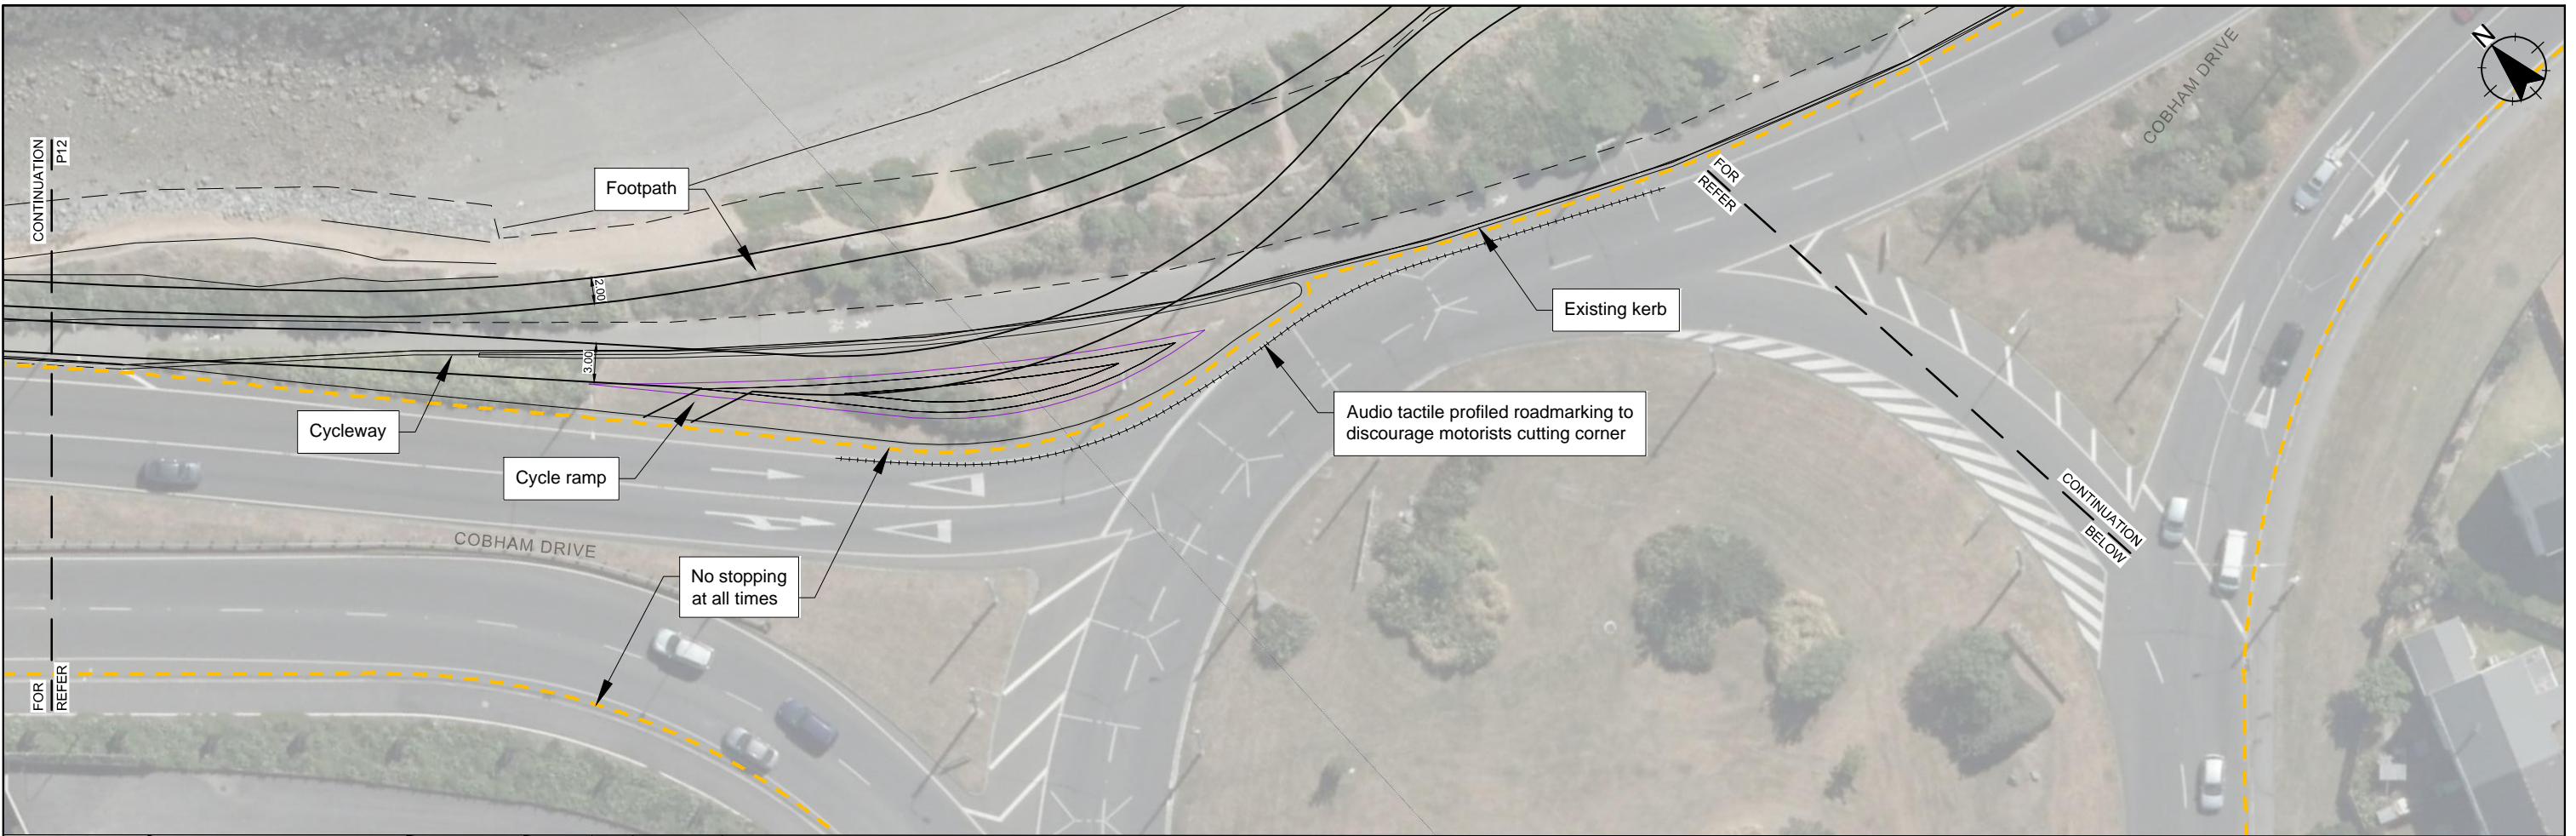 N
COBHAM DRIVE
CONTINUATION
P12
FOR
REFER
Footpath
2.00
Existing kerb
3.00
Audio tactile profiled roadmarking to
discourage motorists cutting corner
Cycleway
Cycle ramp
CONTINUATION
BELOW
COBHAM DRIVE
No stopping
at all times
FOR
REFER